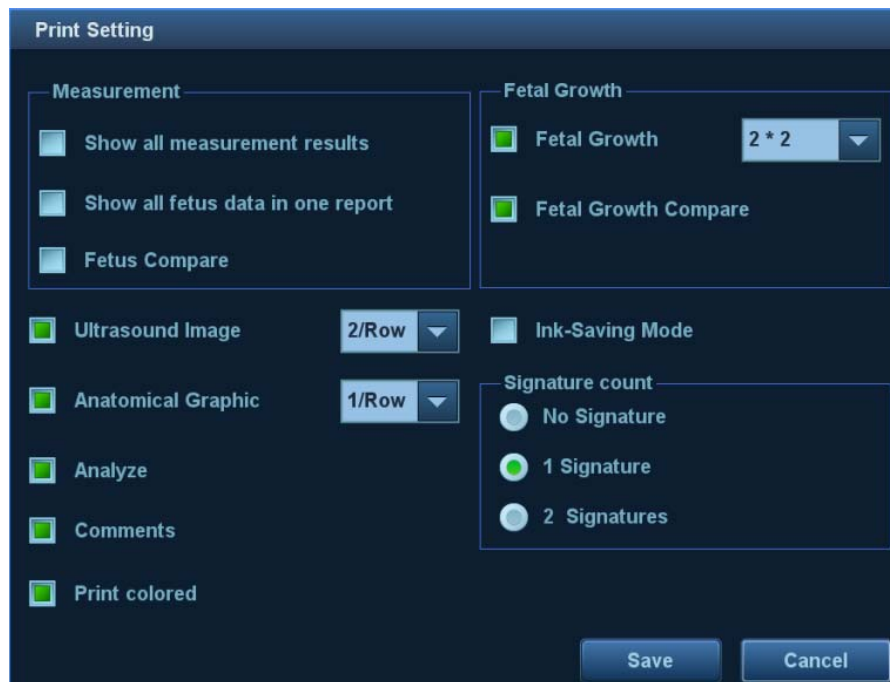 Print Setting
Measurement
Show all measurement results
Show all fetus data in one report
Fetus Compare
Fetal Growth
Fetal Growth 2 * 2
Fetal Growth Compare
Ultrasound Image 2/Row
Anatomical Graphic 1/Row
Analyze
Comments
Print colored
Ink-Saving Mode
Signature count
No Signature
1 Signature
2 Signatures
Save Cancel